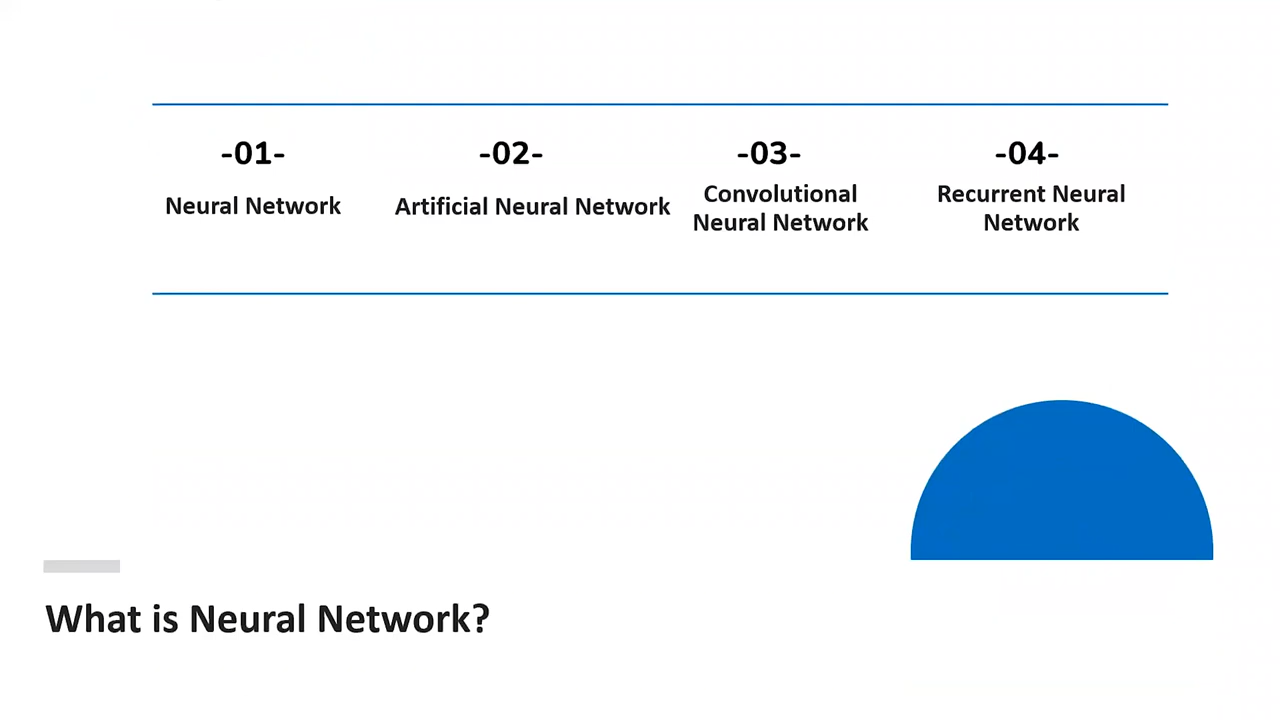 -01-
Neural Network
-02-
Artificial Neural Network
-03-
Convolutional
Neural Network
-04-
Recurrent Neural
Network
What is Neural Network?